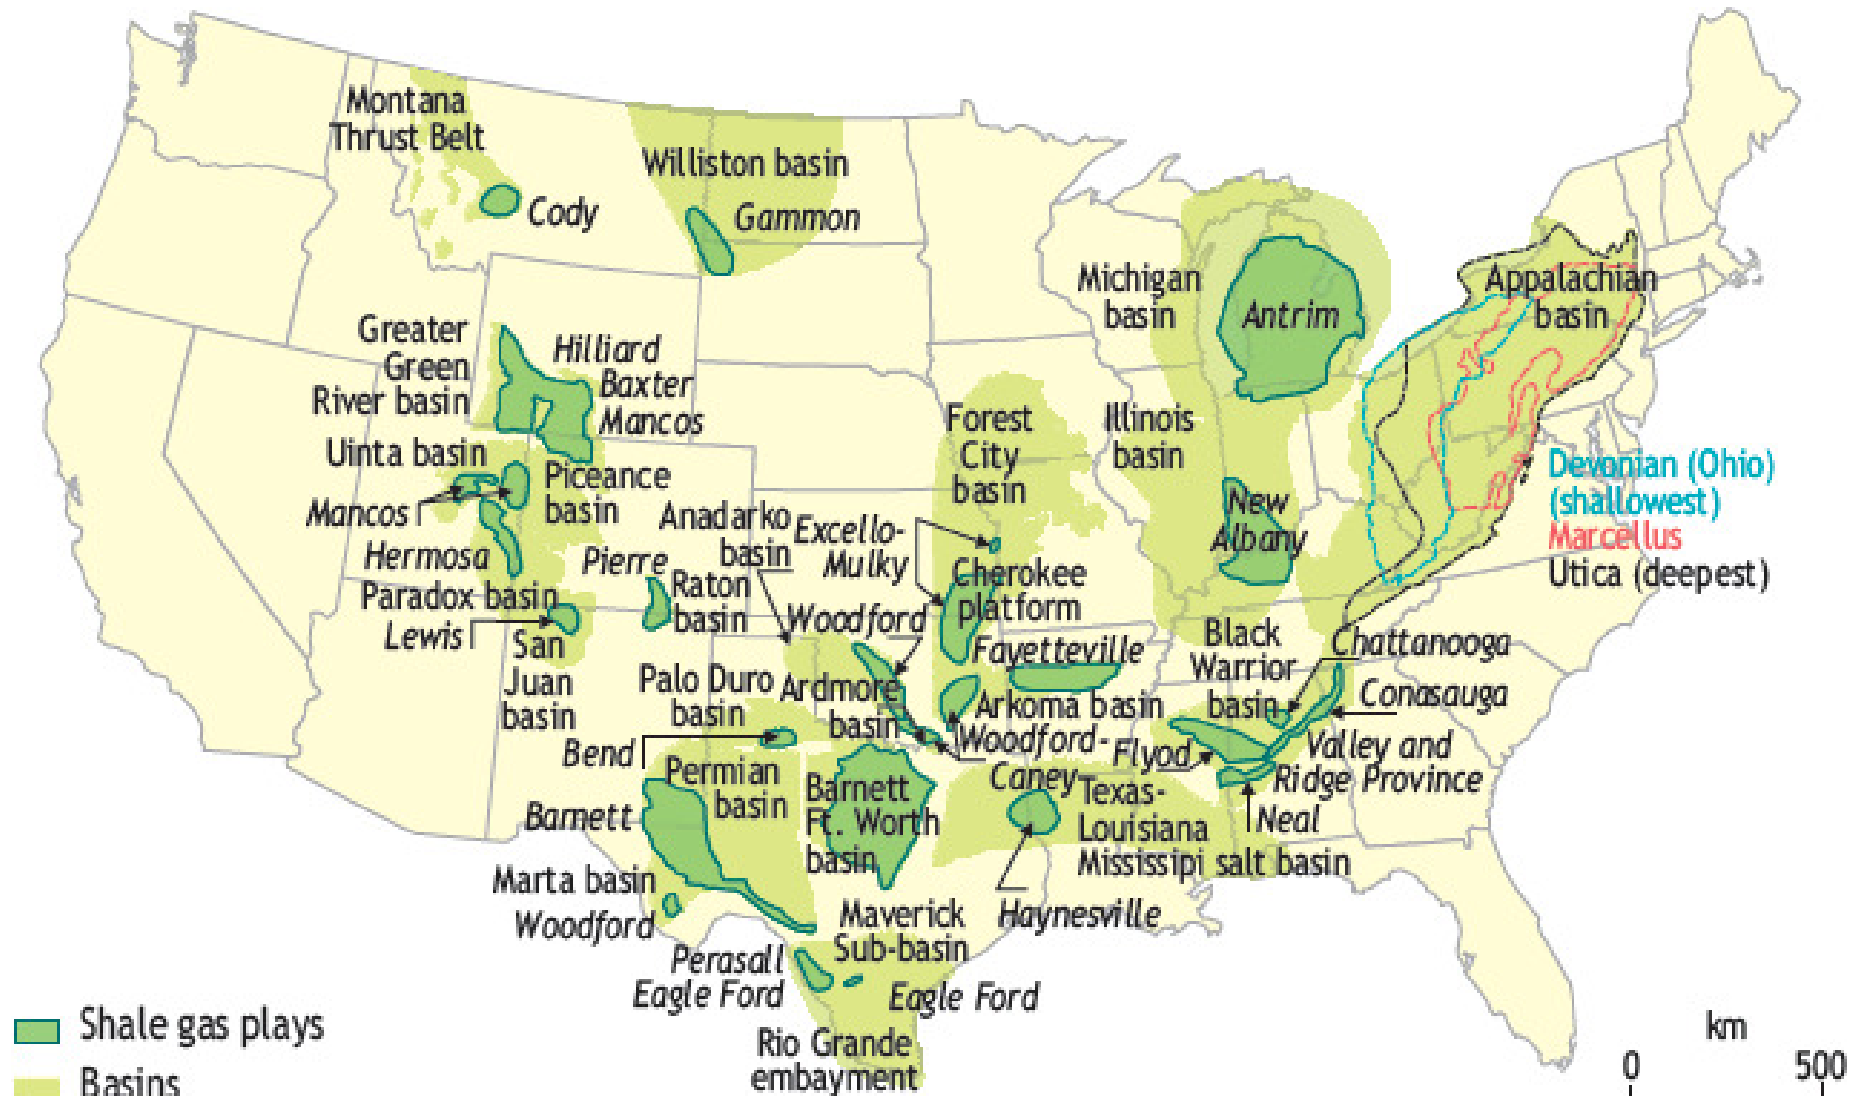 Montana
Thrust Belt
Cody
Williston basin
Gammon
Michigan
basin
Antrim
Appalachian
basin
Greater
Green
River basin
Hilliard
Baxter
Mancos
Uinta basin
Mancos
Piceance
basin
Hermosa
Paradox basin
Lewis
San
Juan
basin
Pierre
Raton
basin
Anadarko
basin
Excello-
Mulky
Forest
City
basin
Cherokee
platform
Illinois
basin
New
Albany
Devonian (Ohio)
(shallowest)
Marcellus
Utica (deepest)
Woodford
Fayetteville
Black
Warrior
basin
Chattanooga
Conasauga
Palo Duro
basin
Ardmore
basin
Arkoma basin
Woodford-
Caney
Flyod
Valley and
Ridge Province
Neal
Bend
Permian
basin
Barnett
Barnett
Ft. Worth
basin
Texas-
Louisiana
Mississipi salt basin
Haynesville
Marta basin
Woodford
Maverick
Sub-basin
Perasall
Eagle Ford
Eagle Ford
Rio Grande
embayment
Shale gas plays
Basins
km
0 500